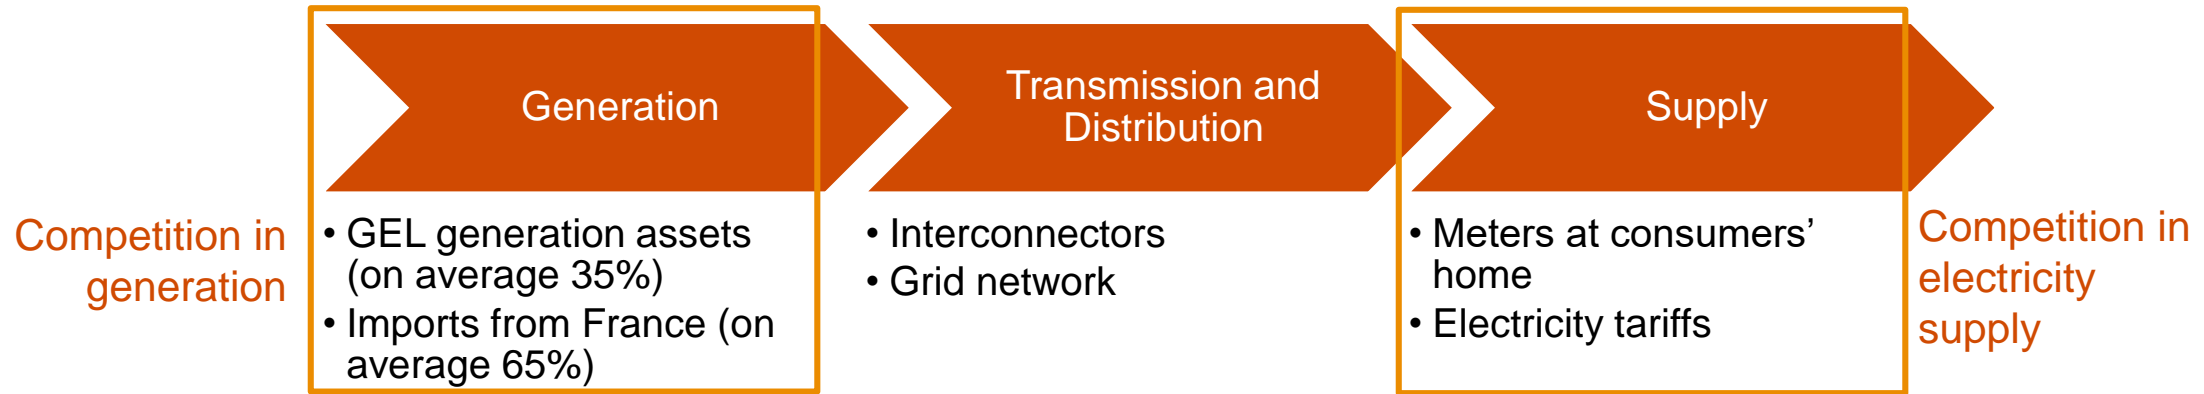 Generation
Transmission and
Distribution
Supply
Competition in
generation
• GEL generation assets
(on average 35%)
• Imports from France (on
average 65%)
• Interconnectors
• Grid network
• Meters at consumers’
home
• Electricity tariffs
Competition in
electricity
supply